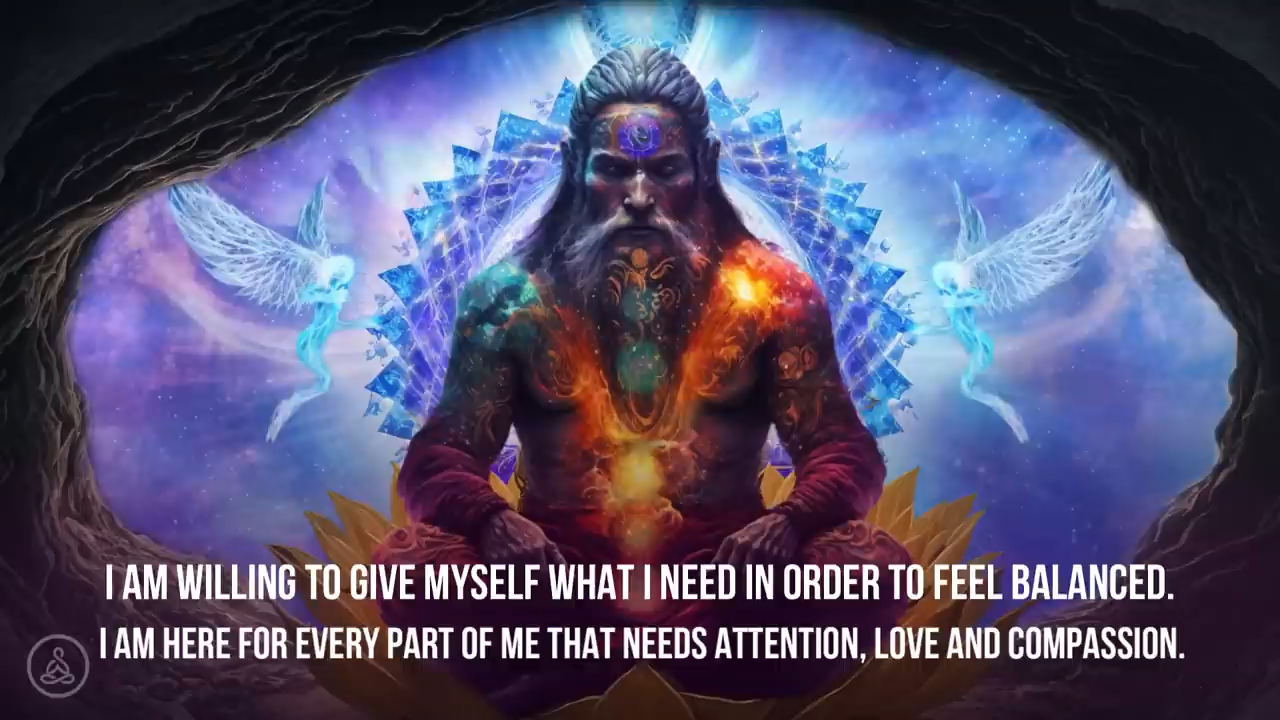 I AM WILLING TO GIVE MYSELF WHAT I NEED IN ORDER TO FEEL BALANCED.
I AM HERE FOR EVERY PART OF ME THAT NEEDS ATTENTION, LOVE AND COMPASSION.